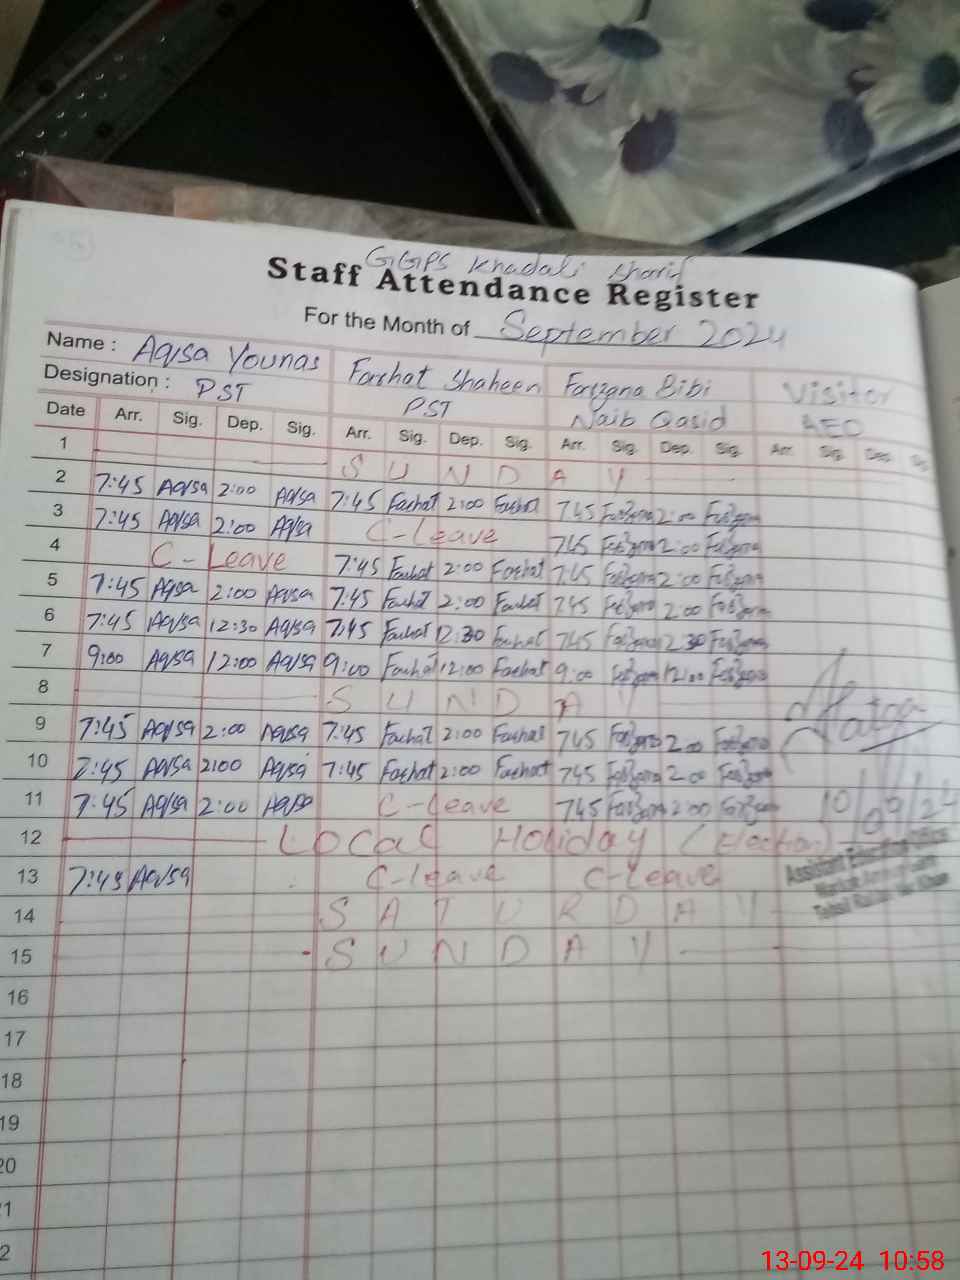 GGPS Khadali Sharif
Staff Attendance Register
For the Month of September 2024
Name : Aqsa Younas Farhat Shaheen Farzana Bibi Visitor
Designation : PST PST Naib Qasid AEO
Date Arr. Sig. Dep. Sig. Arr. Sig. Dep. Sig. Arr. Sig. Dep. Sig. Arr. Sig. Dep. Sig
1 S U N D A Y
2 7:45 Aqsa 2:00 Aqsa 7:45 Farhat 2:00 Farhat 7:45 Farzana 2:00 Farzana
3 7:45 Aqsa 2:00 Aqsa C-Leave 7:45 Farzana 2:00 Farzana
4 C-Leave 7:45 Farhat 2:00 Farhat 7:45 Farzana 2:00 Farzana
5 7:45 Aqsa 2:00 Aqsa 7:45 Farhat 2:00 Farhat 7:45 Farzana 2:00 Farzana
6 7:45 Aqsa 12:30 Aqsa 7:45 Farhat 12:30 Farhat 7:45 Farzana 12:30 Farzana
7 9:00 Aqsa 12:00 Aqsa 9:00 Farhat 12:00 Farhat 9:00 Farzana 12:00 Farzana
8 S U N D A Y
9 7:45 Aqsa 2:00 Aqsa 7:45 Farhat 2:00 Farhat 7:45 Farzana 2:00 Farzana
10 7:45 Aqsa 2:00 Aqsa 7:45 Farhat 2:00 Farhat 7:45 Farzana 2:00 Farzana
11 7:45 Aqsa 2:00 Aqsa C-Leave 7:45 Farzana 2:00 Farzana 10/09/24
12 Local Holiday (Election)
Assistant Education Officer
13 7:45 Aqsa C-Leave C-Leave
Markaz
Tehsil
Khan
14 S A T U R D A Y
15 S U N D A Y
16
17
18
19
20
21
22
13-09-24 10:58